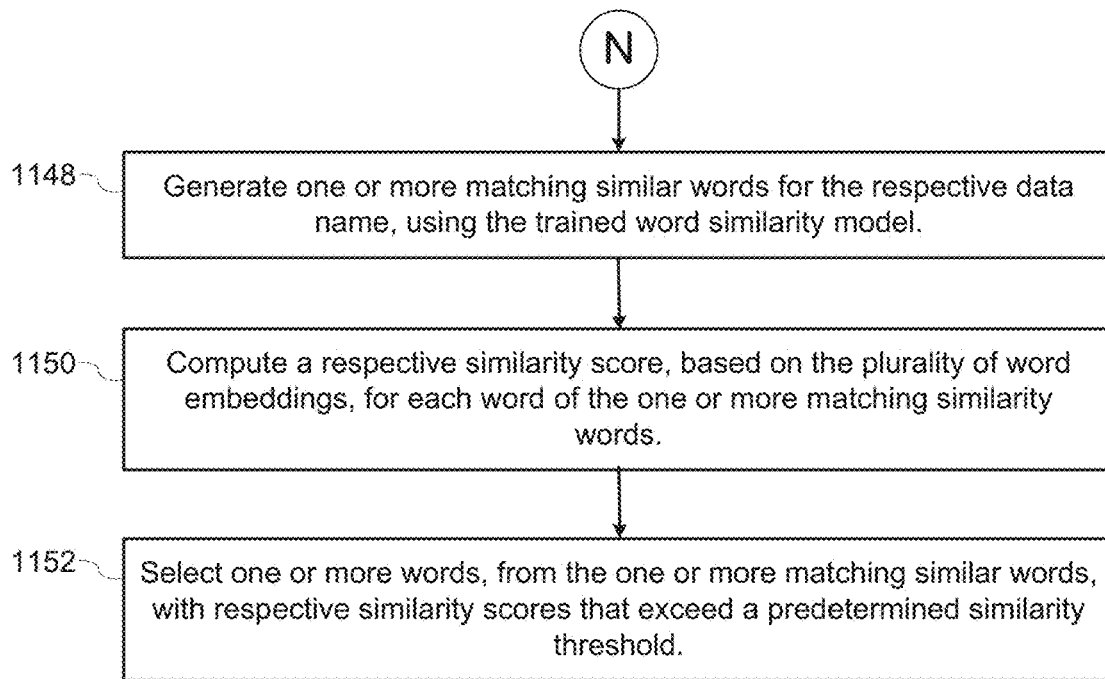 N
1148
Generate one or more matching similar words for the respective data
name, using the trained word similarity model.
1150
Compute a respective similarity score, based on the plurality of word
embeddings, for each word of the one or more matching similarity
words.
1152
Select one or more words, from the one or more matching similar words,
with respective similarity scores that exceed a predetermined similarity
threshold.